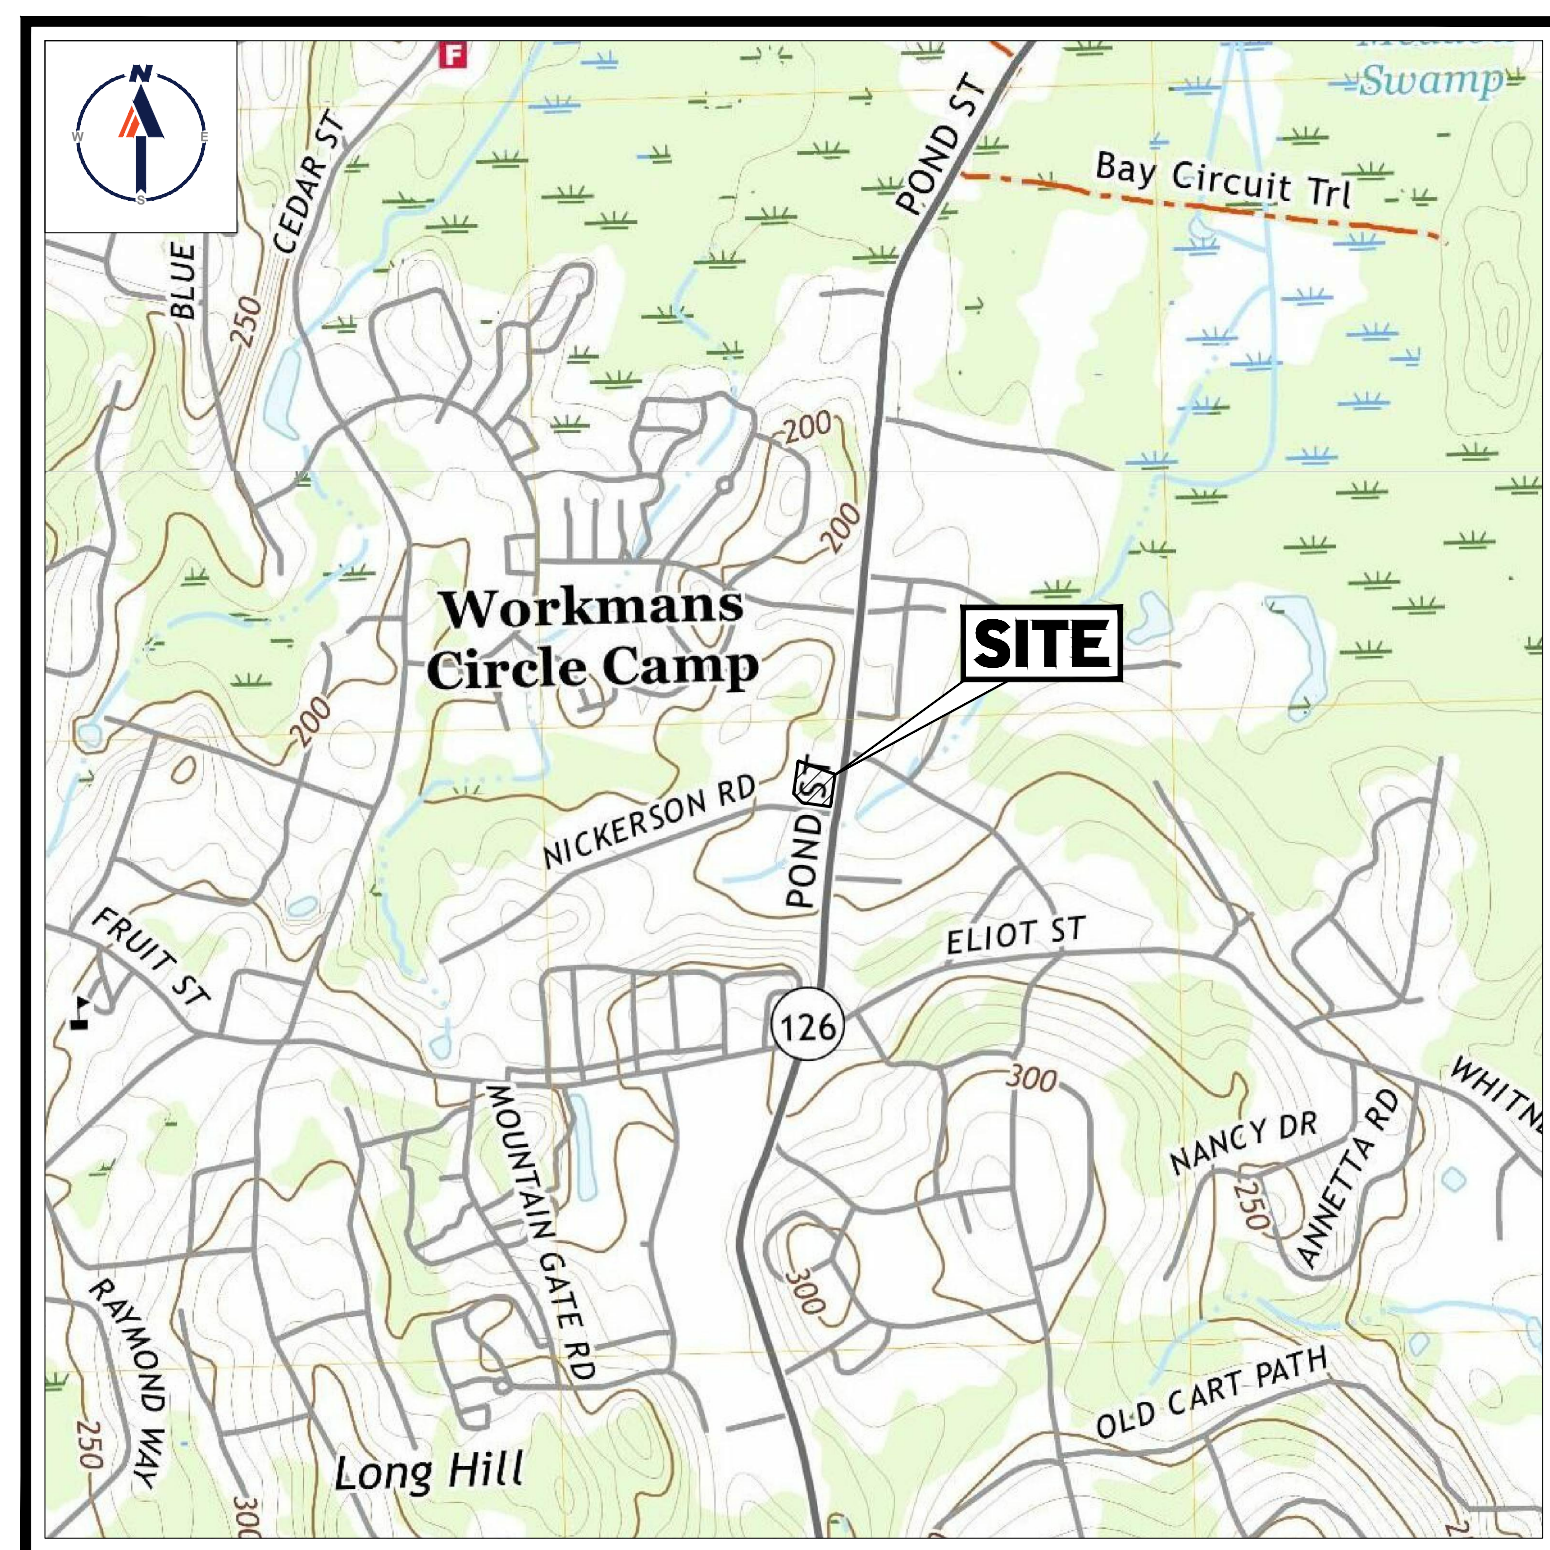 F
Swamp
N
W
E
S
CEDAR ST
POND ST
Bay Circuit Trl
BLUE
250
200
200
Workmans
Circle Camp
SITE
200
NICKERSON RD
POND ST
FRUIT ST
ELIOT ST
126
300
WHITNE
MOUNTAIN GATE RD
NANCY DR
ANNETTA RD
250
300
RAYMOND WAY
OLD CART PATH
250
Long Hill
300